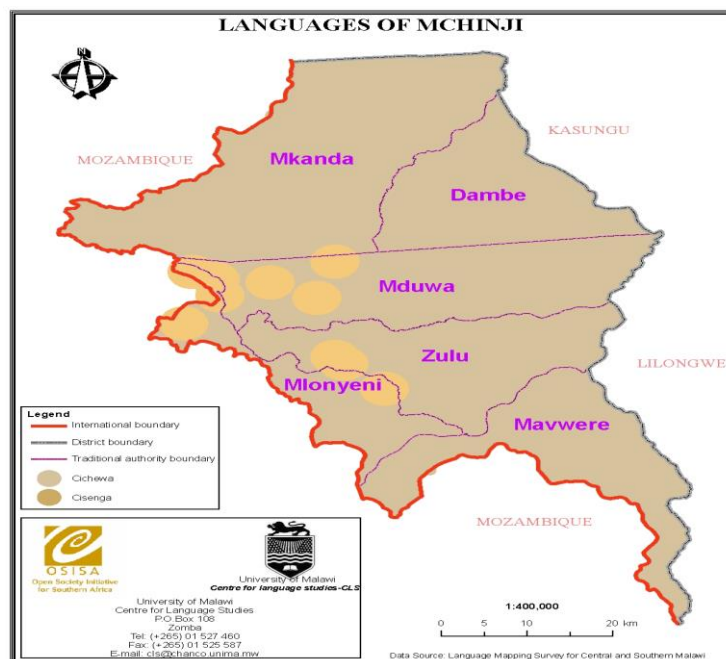 LANGUAGES OF MCHINJI
N
KASUNGU
MOZAMBIQUE
Mkanda
Dambe
Mduwa
Zulu
LILONGWE
Mlonyeni
Mavwere
MOZAMBIQUE
Legend
International boundary
District boundary
Traditional authority boundary
Cichewa
Cisenga
OSISA
Open Society Initiative
for Southern Africa
University of Malawi
Centre for language studies-CLS
University of Malawi
Centre for Language Studies
P.O Box 108
Zomba
Tel: (+265) 01 527 460
Fax: (+265) 01 525 587
E-mail: cls@chanco.unima.mw
1:400,000
0 5 10 20 km
Data Source: Language Mapping Survey for Central and Southern Malawi